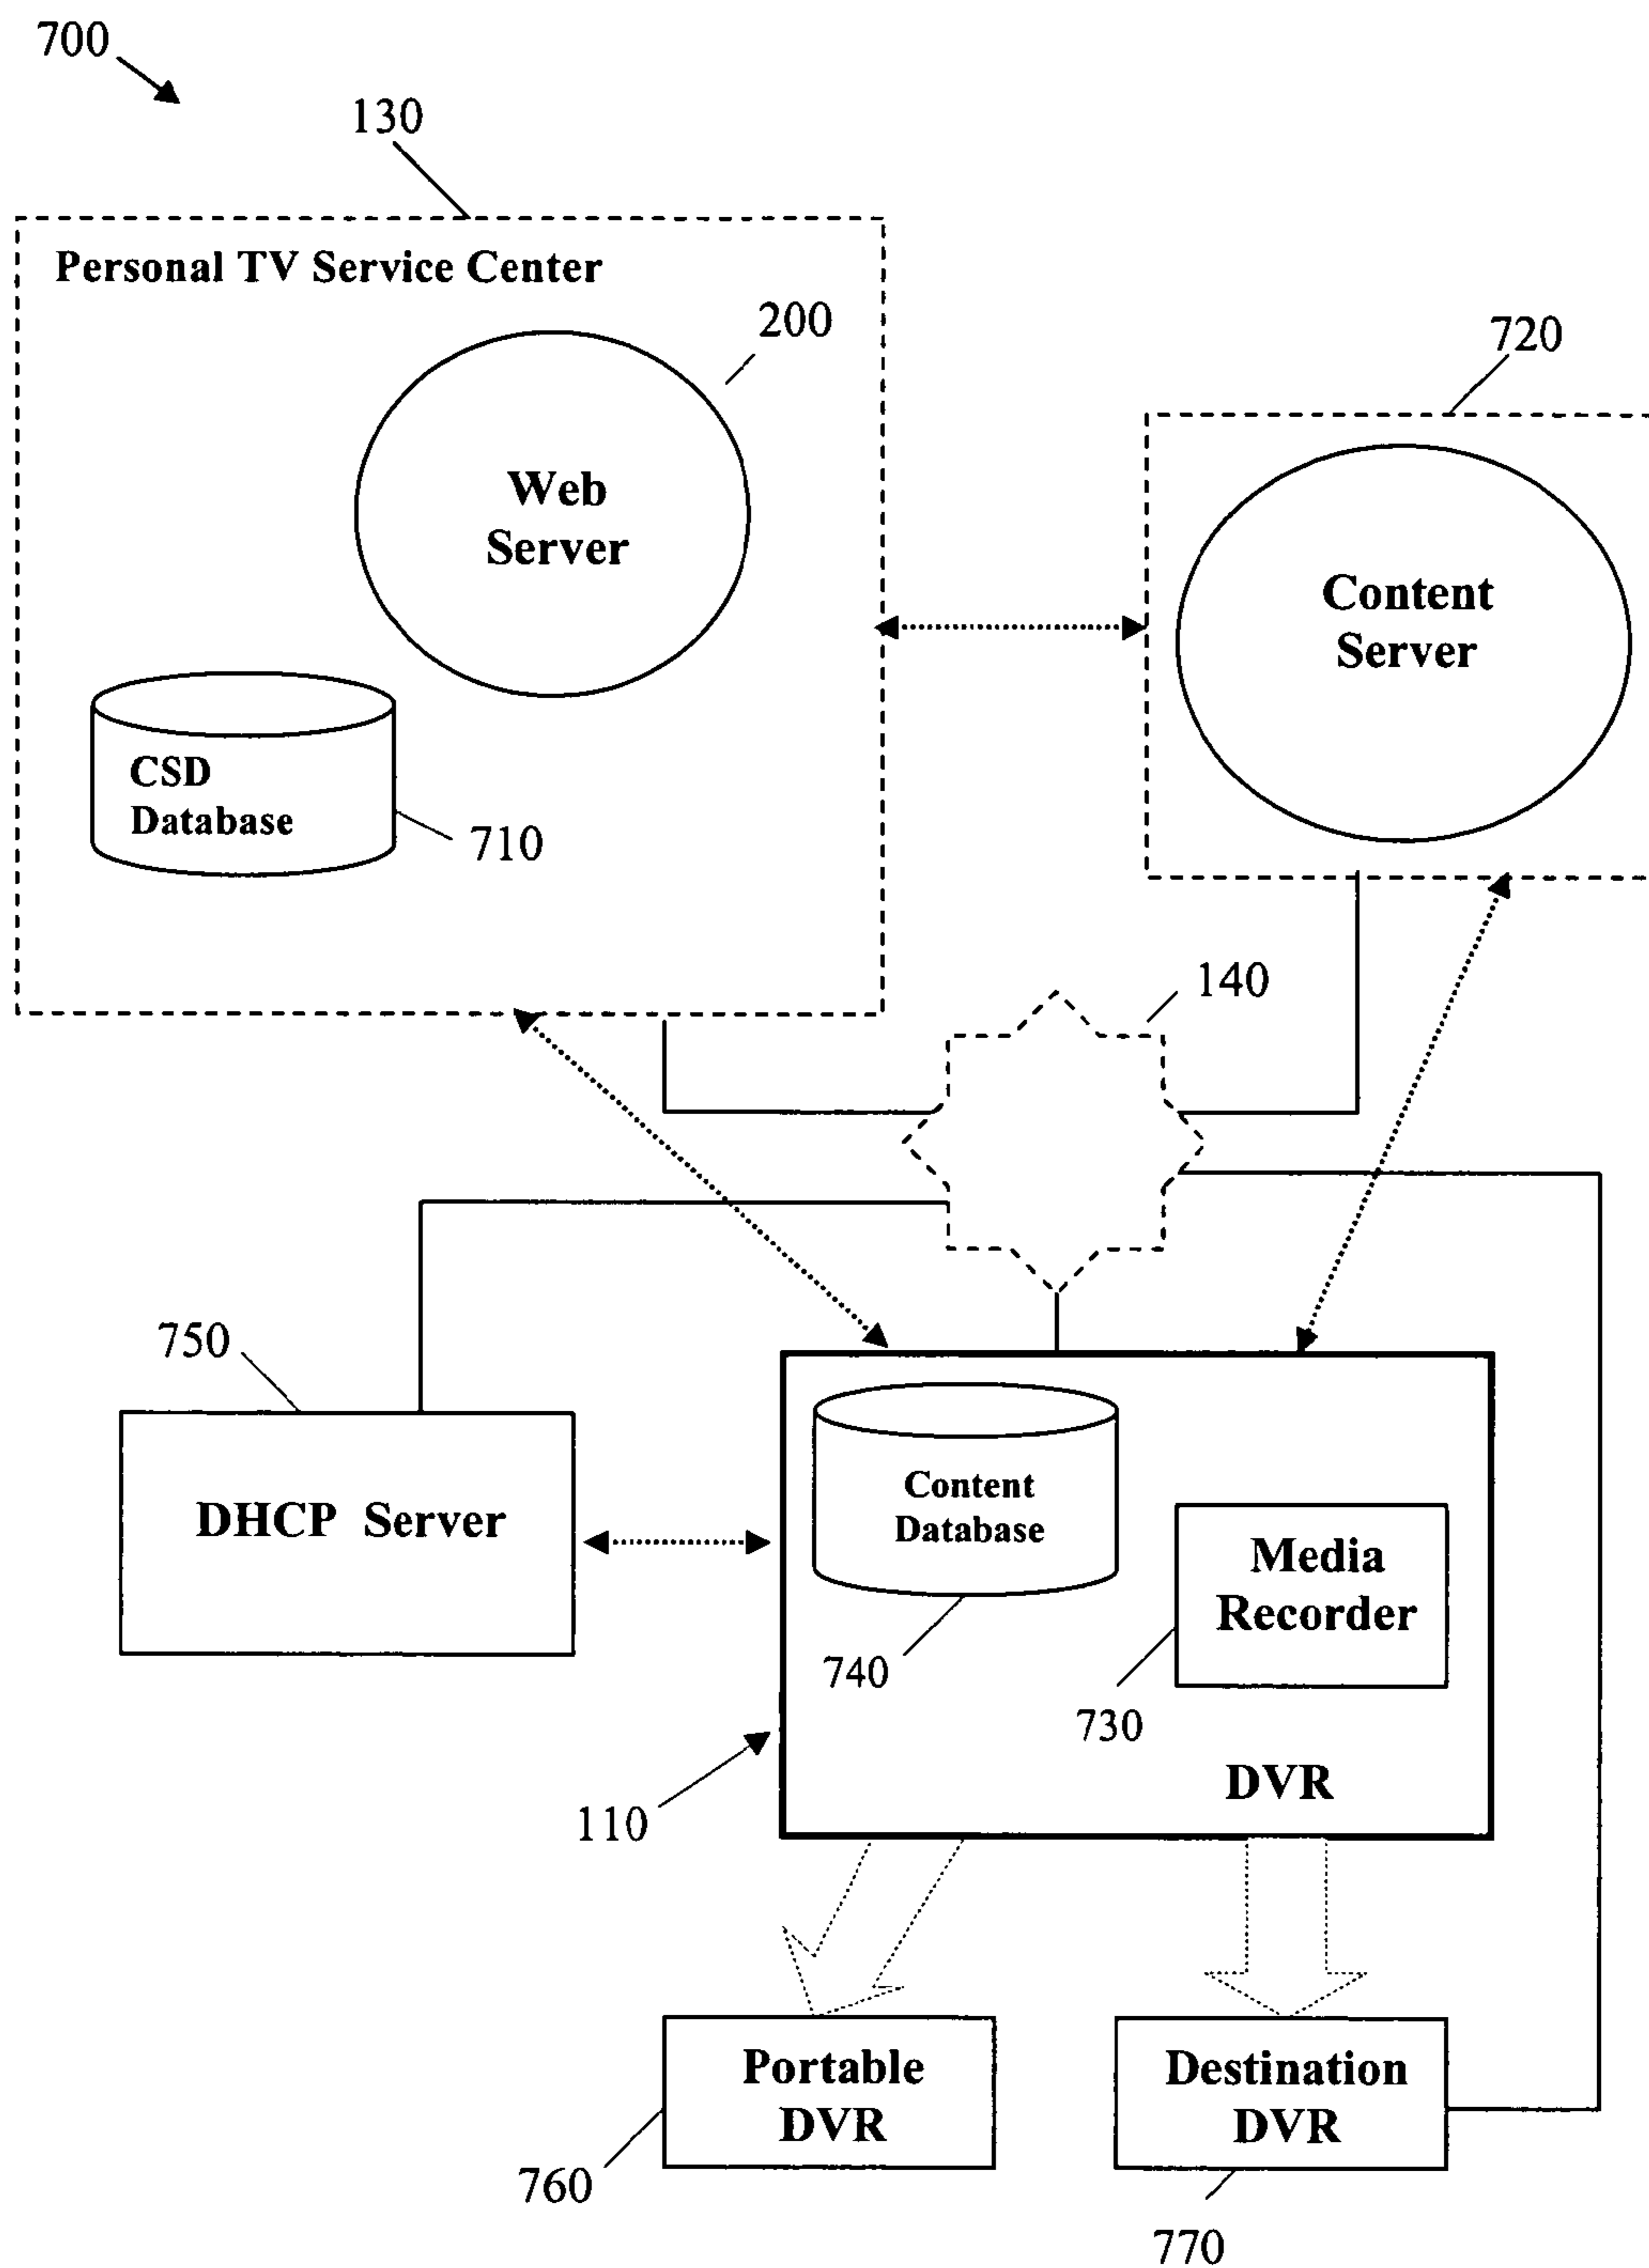 700
130
Personal TV Service Center
200
Web
Server
720
Content
Server
CSD
Database
710
140
750
DHCP Server
Content
Database
Media
Recorder
740
730
DVR
110
Portable
DVR
Destination
DVR
760
770